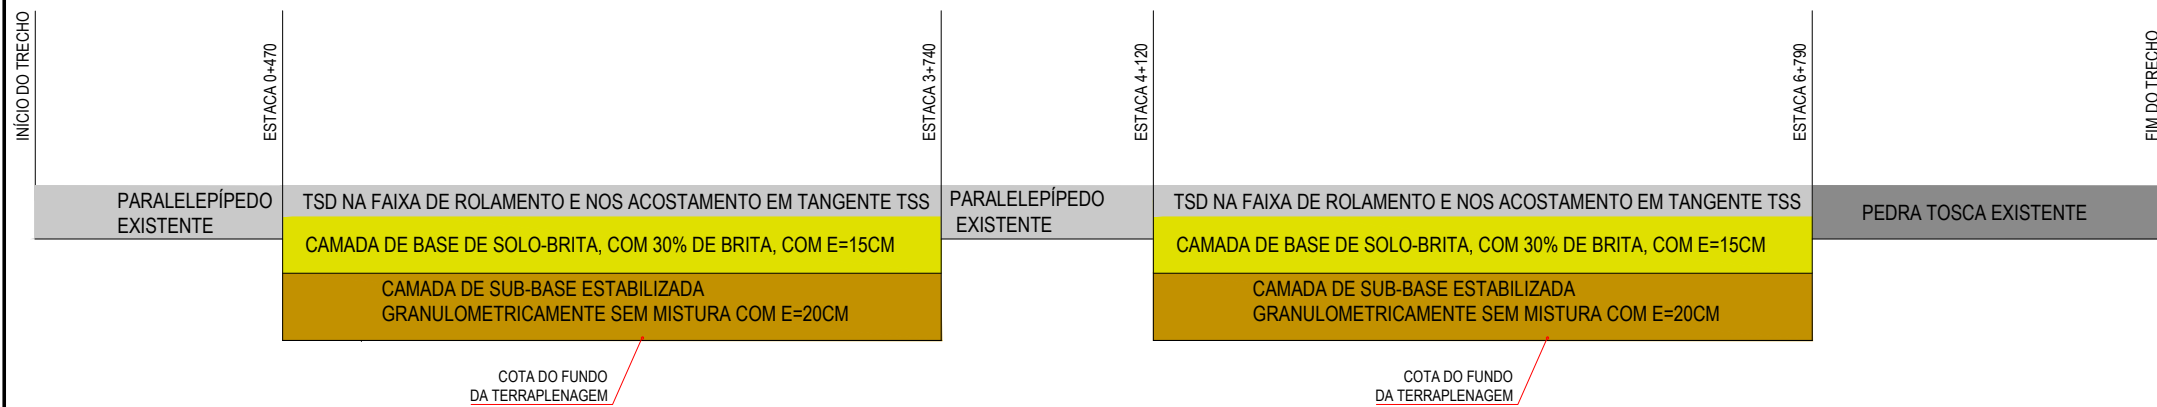 INÍCIO DO TRECHO
ESTACA 0+470
ESTACA 3+740
ESTACA 4+120
ESTACA 6+790
FIM DO TRECHO
PARALELEPÍPEDO
EXISTENTE
TSD NA FAIXA DE ROLAMENTO E NOS ACOSTAMENTO EM TANGENTE TSS
CAMADA DE BASE DE SOLO-BRITA, COM 30% DE BRITA, COM E=15CM
CAMADA DE SUB-BASE ESTABILIZADA
GRANULOMETRICAMENTE SEM MISTURA COM E=20CM
COTA DO FUNDO
DA TERRAPLENAGEM
PARALELEPÍPEDO
EXISTENTE
TSD NA FAIXA DE ROLAMENTO E NOS ACOSTAMENTO EM TANGENTE TSS
CAMADA DE BASE DE SOLO-BRITA, COM 30% DE BRITA, COM E=15CM
CAMADA DE SUB-BASE ESTABILIZADA
GRANULOMETRICAMENTE SEM MISTURA COM E=20CM
COTA DO FUNDO
DA TERRAPLENAGEM
PEDRA TOSCA EXISTENTE